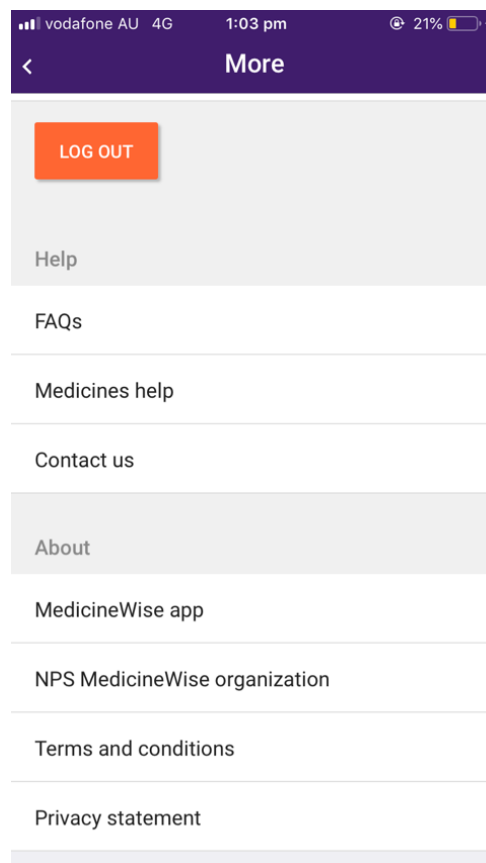 vodafone AU 4G 1:03 pm 21%
More
LOG OUT
Help
FAQs
Medicines help
Contact us
About
MedicineWise app
NPS MedicineWise organization
Terms and conditions
Privacy statement